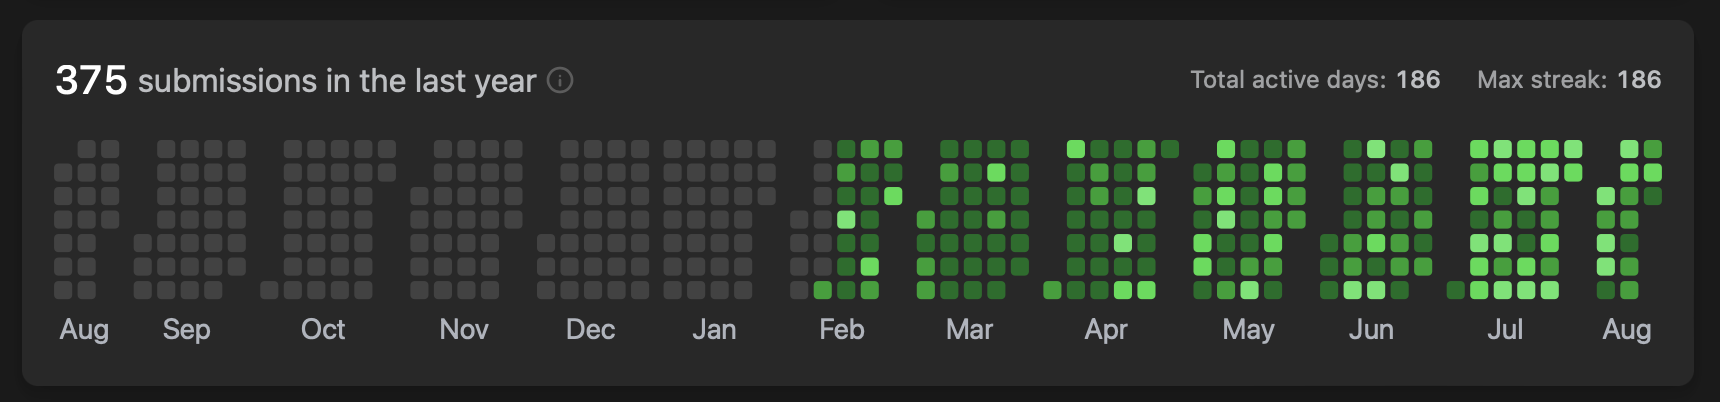 375 submissions in the last year
Total active days: 186 Max streak: 186
Aug Sep Oct Nov Dec Jan Feb Mar Apr May Jun Jul Aug